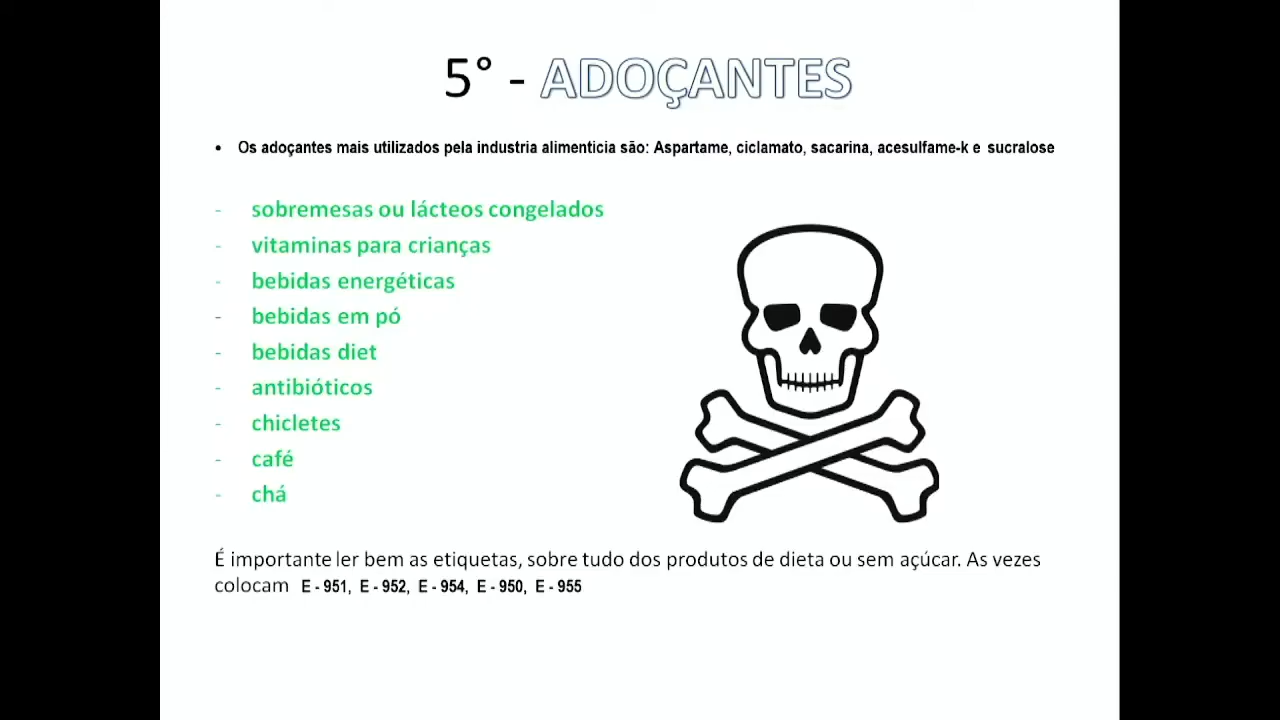 5° - ADOÇANTES
• Os adoçantes mais utilizados pela industria alimenticia são: Aspartame, ciclamato, sacarina, acesulfame-k e sucralose
- sobremesas ou lácteos congelados
- vitaminas para crianças
- bebidas energéticas
- bebidas em pó
- bebidas diet
- antibióticos
- chicletes
- café
- chá
É importante ler bem as etiquetas, sobre tudo dos produtos de dieta ou sem açúcar. As vezes
colocam E - 951, E - 952, E - 954, E - 950, E - 955